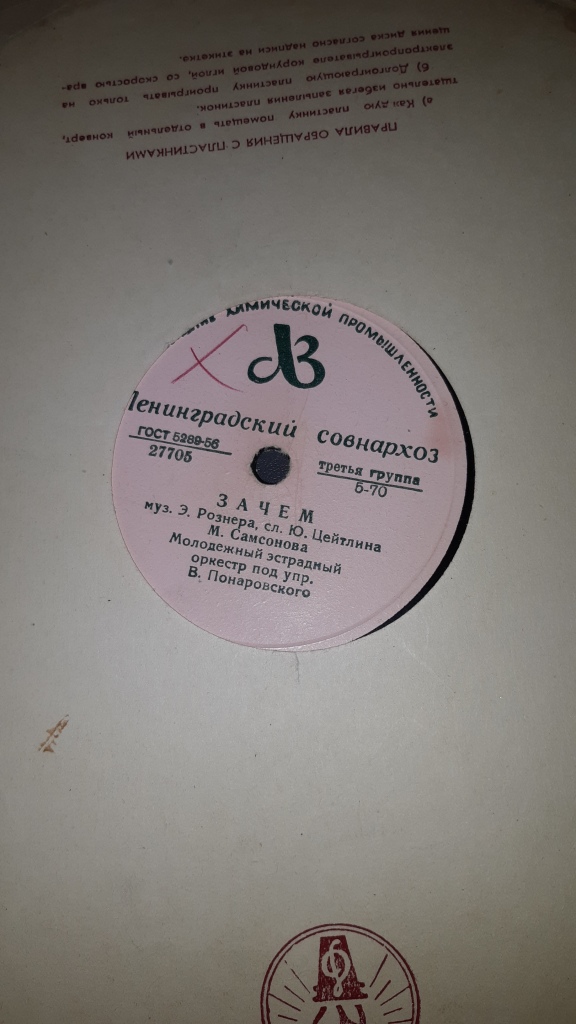 ПРАВИЛА ОБРАЩЕНИЯ С ПЛАСТИНКАМИ
а) Каждую пластинку помещать в отдельный конверт,
тщательно избегая запыления пластинок.
б) Долгоиграющую пластинку проигрывать только на
электропроигрывателе корундовой иглой, со скоростью вра-
щения диска согласно надписи на этикетке.
ХИМИЧЕСКОЙ ПРОМЫШЛЕННОСТИ
ЛВ
Ленинградский совнархоз
ГОСТ 5289-56
27705
третья группа
5-70
ЗАЧЕМ
муз. Э. Рознера, сл. Ю. Цейтлина
М. Самсонова
Молодежный эстрадный
оркестр под упр.
В. Понаровского